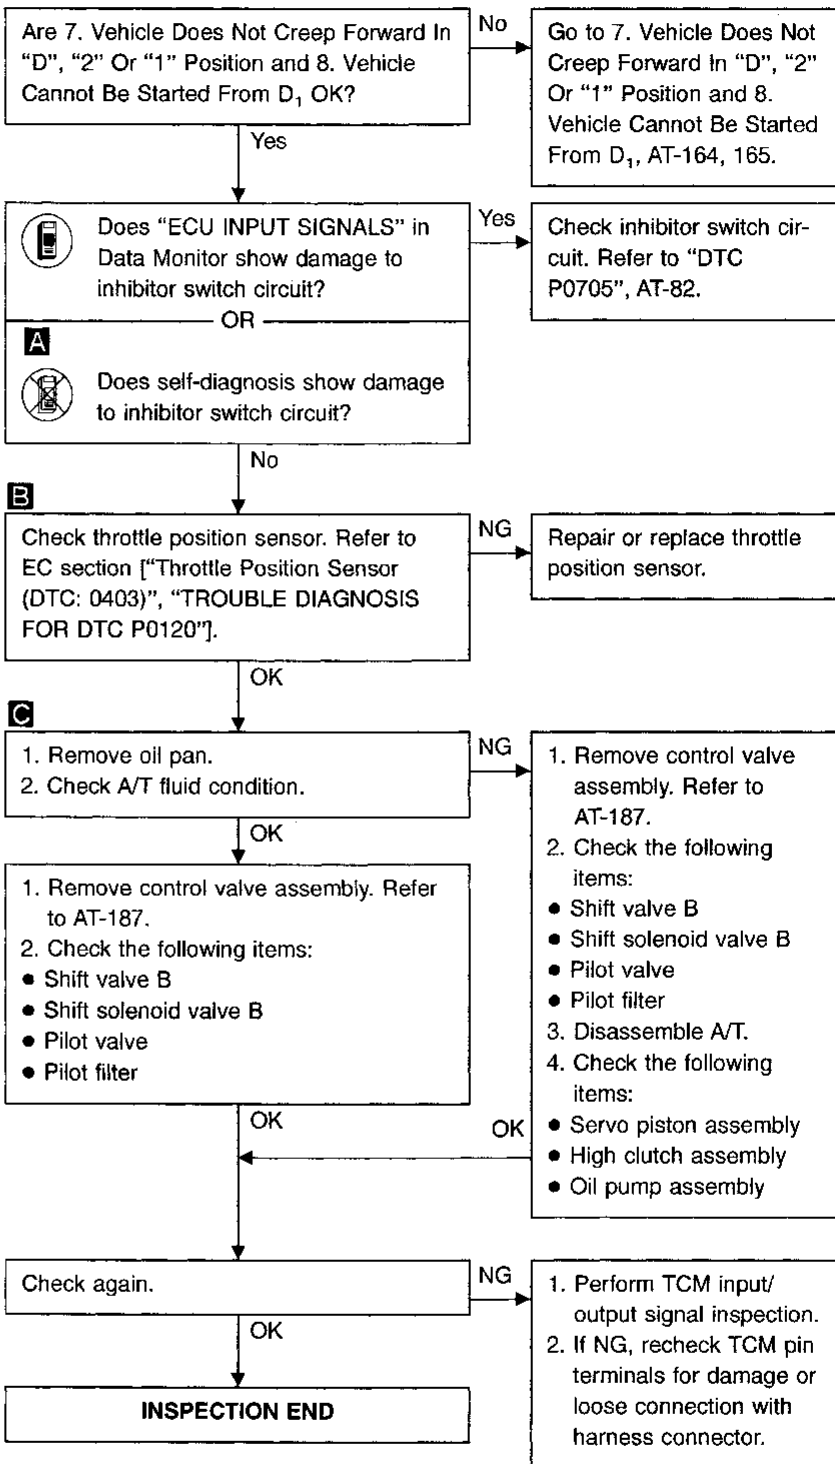 Are 7. Vehicle Does Not Creep Forward In
“D”, “2” Or “1” Position and 8. Vehicle
Cannot Be Started From D₁ OK?
No
Go to 7. Vehicle Does Not
Creep Forward In “D”, “2”
Or “1” Position and 8.
Vehicle Cannot Be Started
From D₁, AT-164, 165.
Yes
Does “ECU INPUT SIGNALS” in
Data Monitor show damage to
inhibitor switch circuit?
Yes
Check inhibitor switch cir-
cuit. Refer to “DTC
P0705”, AT-82.
OR
A
Does self-diagnosis show damage
to inhibitor switch circuit?
No
B
Check throttle position sensor. Refer to
EC section [“Throttle Position Sensor
(DTC: 0403)”, “TROUBLE DIAGNOSIS
FOR DTC P0120”].
NG
Repair or replace throttle
position sensor.
OK
C
1. Remove oil pan.
2. Check A/T fluid condition.
NG
1. Remove control valve
assembly. Refer to
AT-187.
2. Check the following
items:
● Shift valve B
● Shift solenoid valve B
● Pilot valve
● Pilot filter
3. Disassemble A/T.
4. Check the following
items:
● Servo piston assembly
● High clutch assembly
● Oil pump assembly
OK
1. Remove control valve assembly. Refer
to AT-187.
2. Check the following items:
● Shift valve B
● Shift solenoid valve B
● Pilot valve
● Pilot filter
OK
OK
Check again.
NG
1. Perform TCM input/
output signal inspection.
2. If NG, recheck TCM pin
terminals for damage or
loose connection with
harness connector.
OK
INSPECTION END